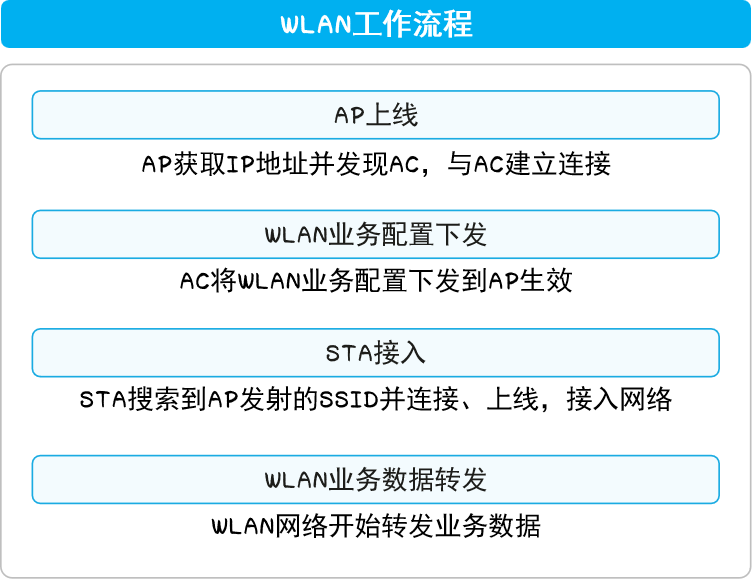 WLAN工作流程
AP上线
AP获取IP地址并发现AC，与AC建立连接
WLAN业务配置下发
AC将WLAN业务配置下发到AP生效
STA接入
STA搜索到AP发射的SSID并连接、上线，接入网络
WLAN业务数据转发
WLAN网络开始转发业务数据